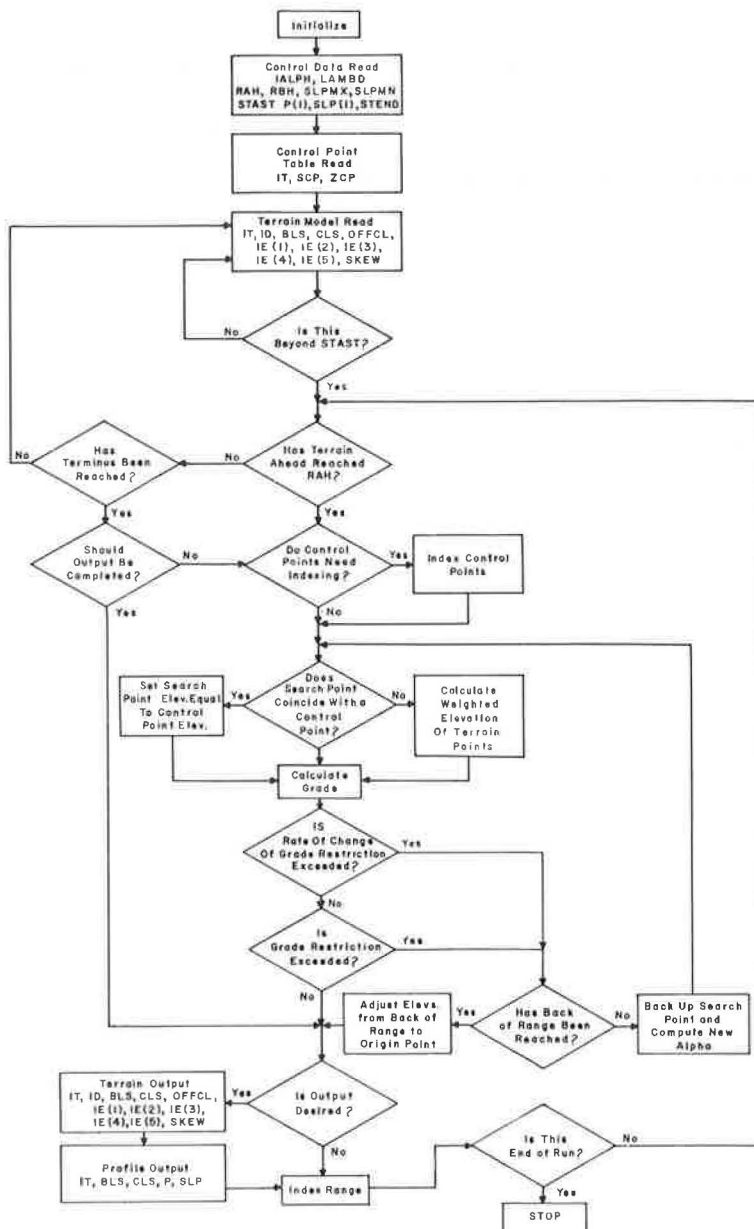 Initialize
Control Data Read
IALPH, LAMBD
RAH, RBH, SLPMX, SLPMN
STAST P(1), SLP(1), STEND
Control Point
Table Read
IT, SCP, ZCP
Terrain Model Read
IT, ID, BLS, CLS, OFFCL,
IE(1), IE(2), IE(3),
IE(4), IE(5), SKEW
No
Is This
Beyond STAST?
Yes
No
Has
Terminus Been
Reached?
No
Has Terrain
Ahead Reached
RAH?
Yes
Yes
Should
Output Be
Completed?
No
Do Control
Points Need
Indexing?
Yes
Index Control
Points
Yes
No
Set Search
Point Elev. Equal
To Control
Point Elev.
Yes
Does
Search Point
Coincide With a
Control
Point?
No
Calculate
Weighted
Elevation
Of Terrain
Points
Calculate
Grade
IS
Rate Of Change
Of Grade Restriction
Exceeded?
Yes
No
Is
Grade Restriction
Exceeded?
Yes
No
Adjust Elevs.
from Back of
Range to
Origin Point
Yes
Has Back
of Range Been
Reached?
No
Back Up Search
Point and
Compute New
Alpha
Terrain Output
IT, ID, BLS, CLS, OFFCL,
IE(1), IE(2), IE(3),
IE(4), IE(5), SKEW
Yes
Is Output
Desired?
No
Profile Output
IT, BLS, CLS, P, SLP
Index Range
Is This
End of Run?
No
Yes
STOP